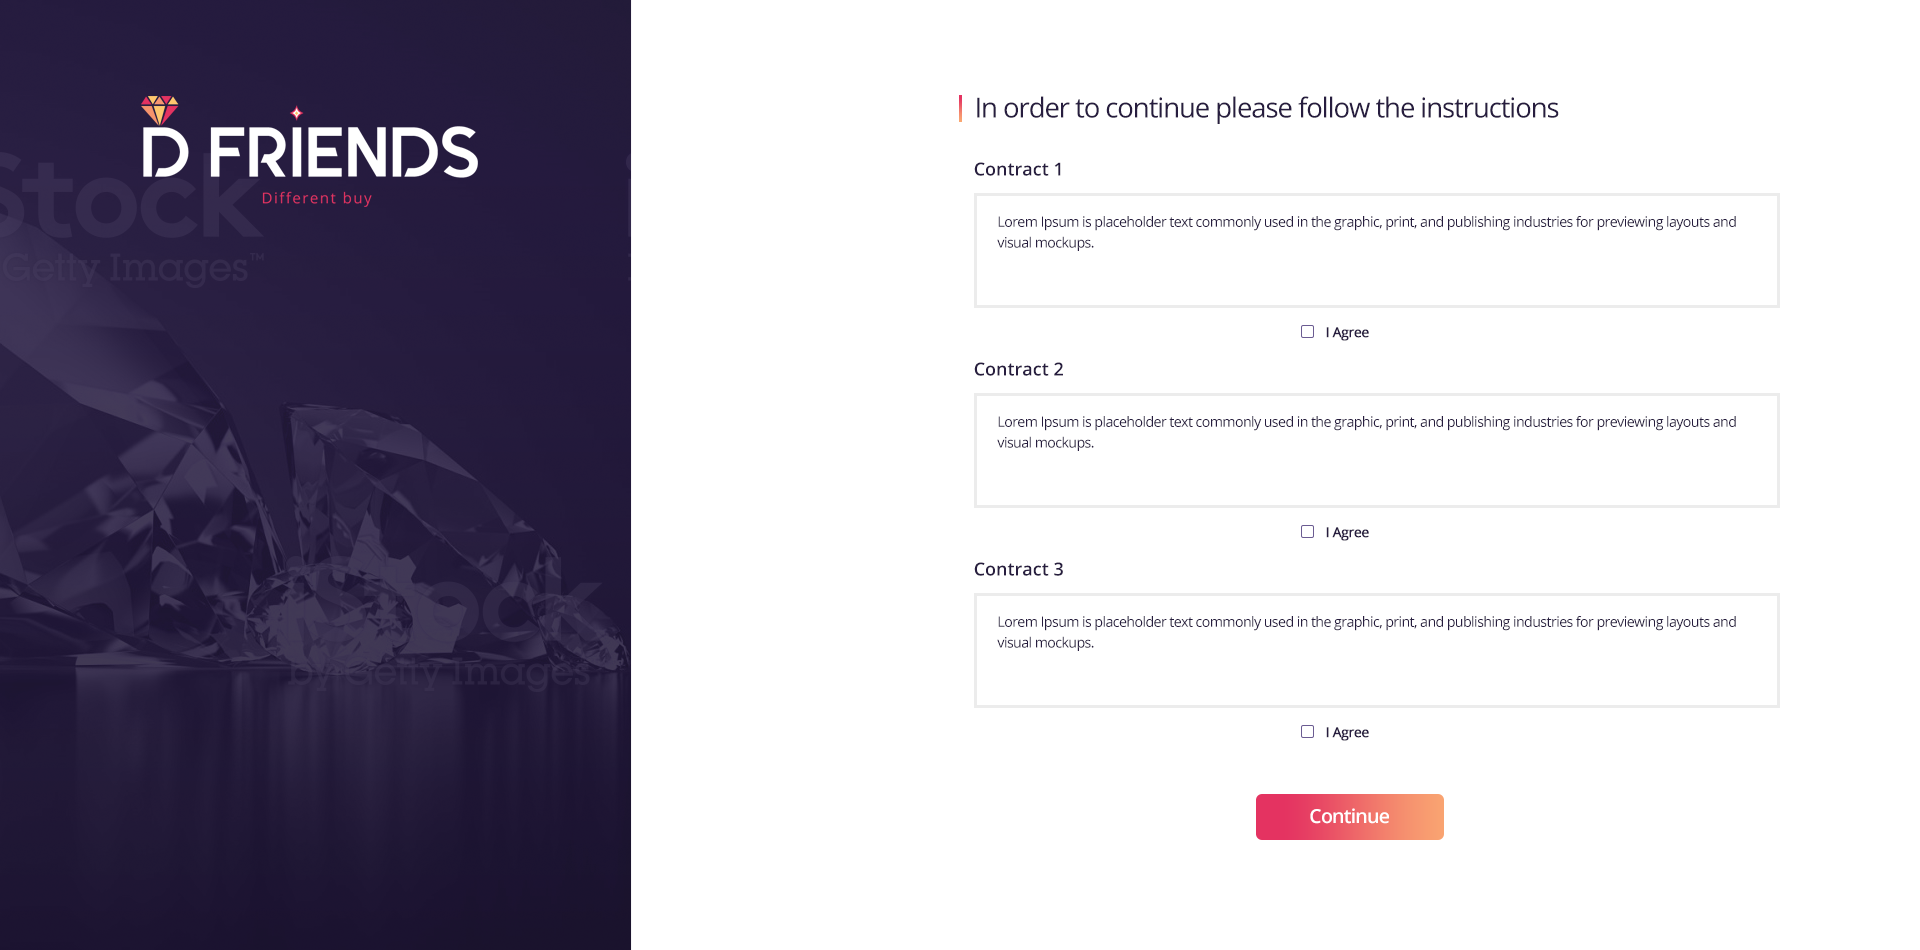 D FRIENDS
Different buy
Stock
Getty Images™
Stock
by Getty Images
In order to continue please follow the instructions
Contract 1
Lorem Ipsum is placeholder text commonly used in the graphic, print, and publishing industries for previewing layouts and
visual mockups.
I Agree
Contract 2
Lorem Ipsum is placeholder text commonly used in the graphic, print, and publishing industries for previewing layouts and
visual mockups.
I Agree
Contract 3
Lorem Ipsum is placeholder text commonly used in the graphic, print, and publishing industries for previewing layouts and
visual mockups.
I Agree
Continue